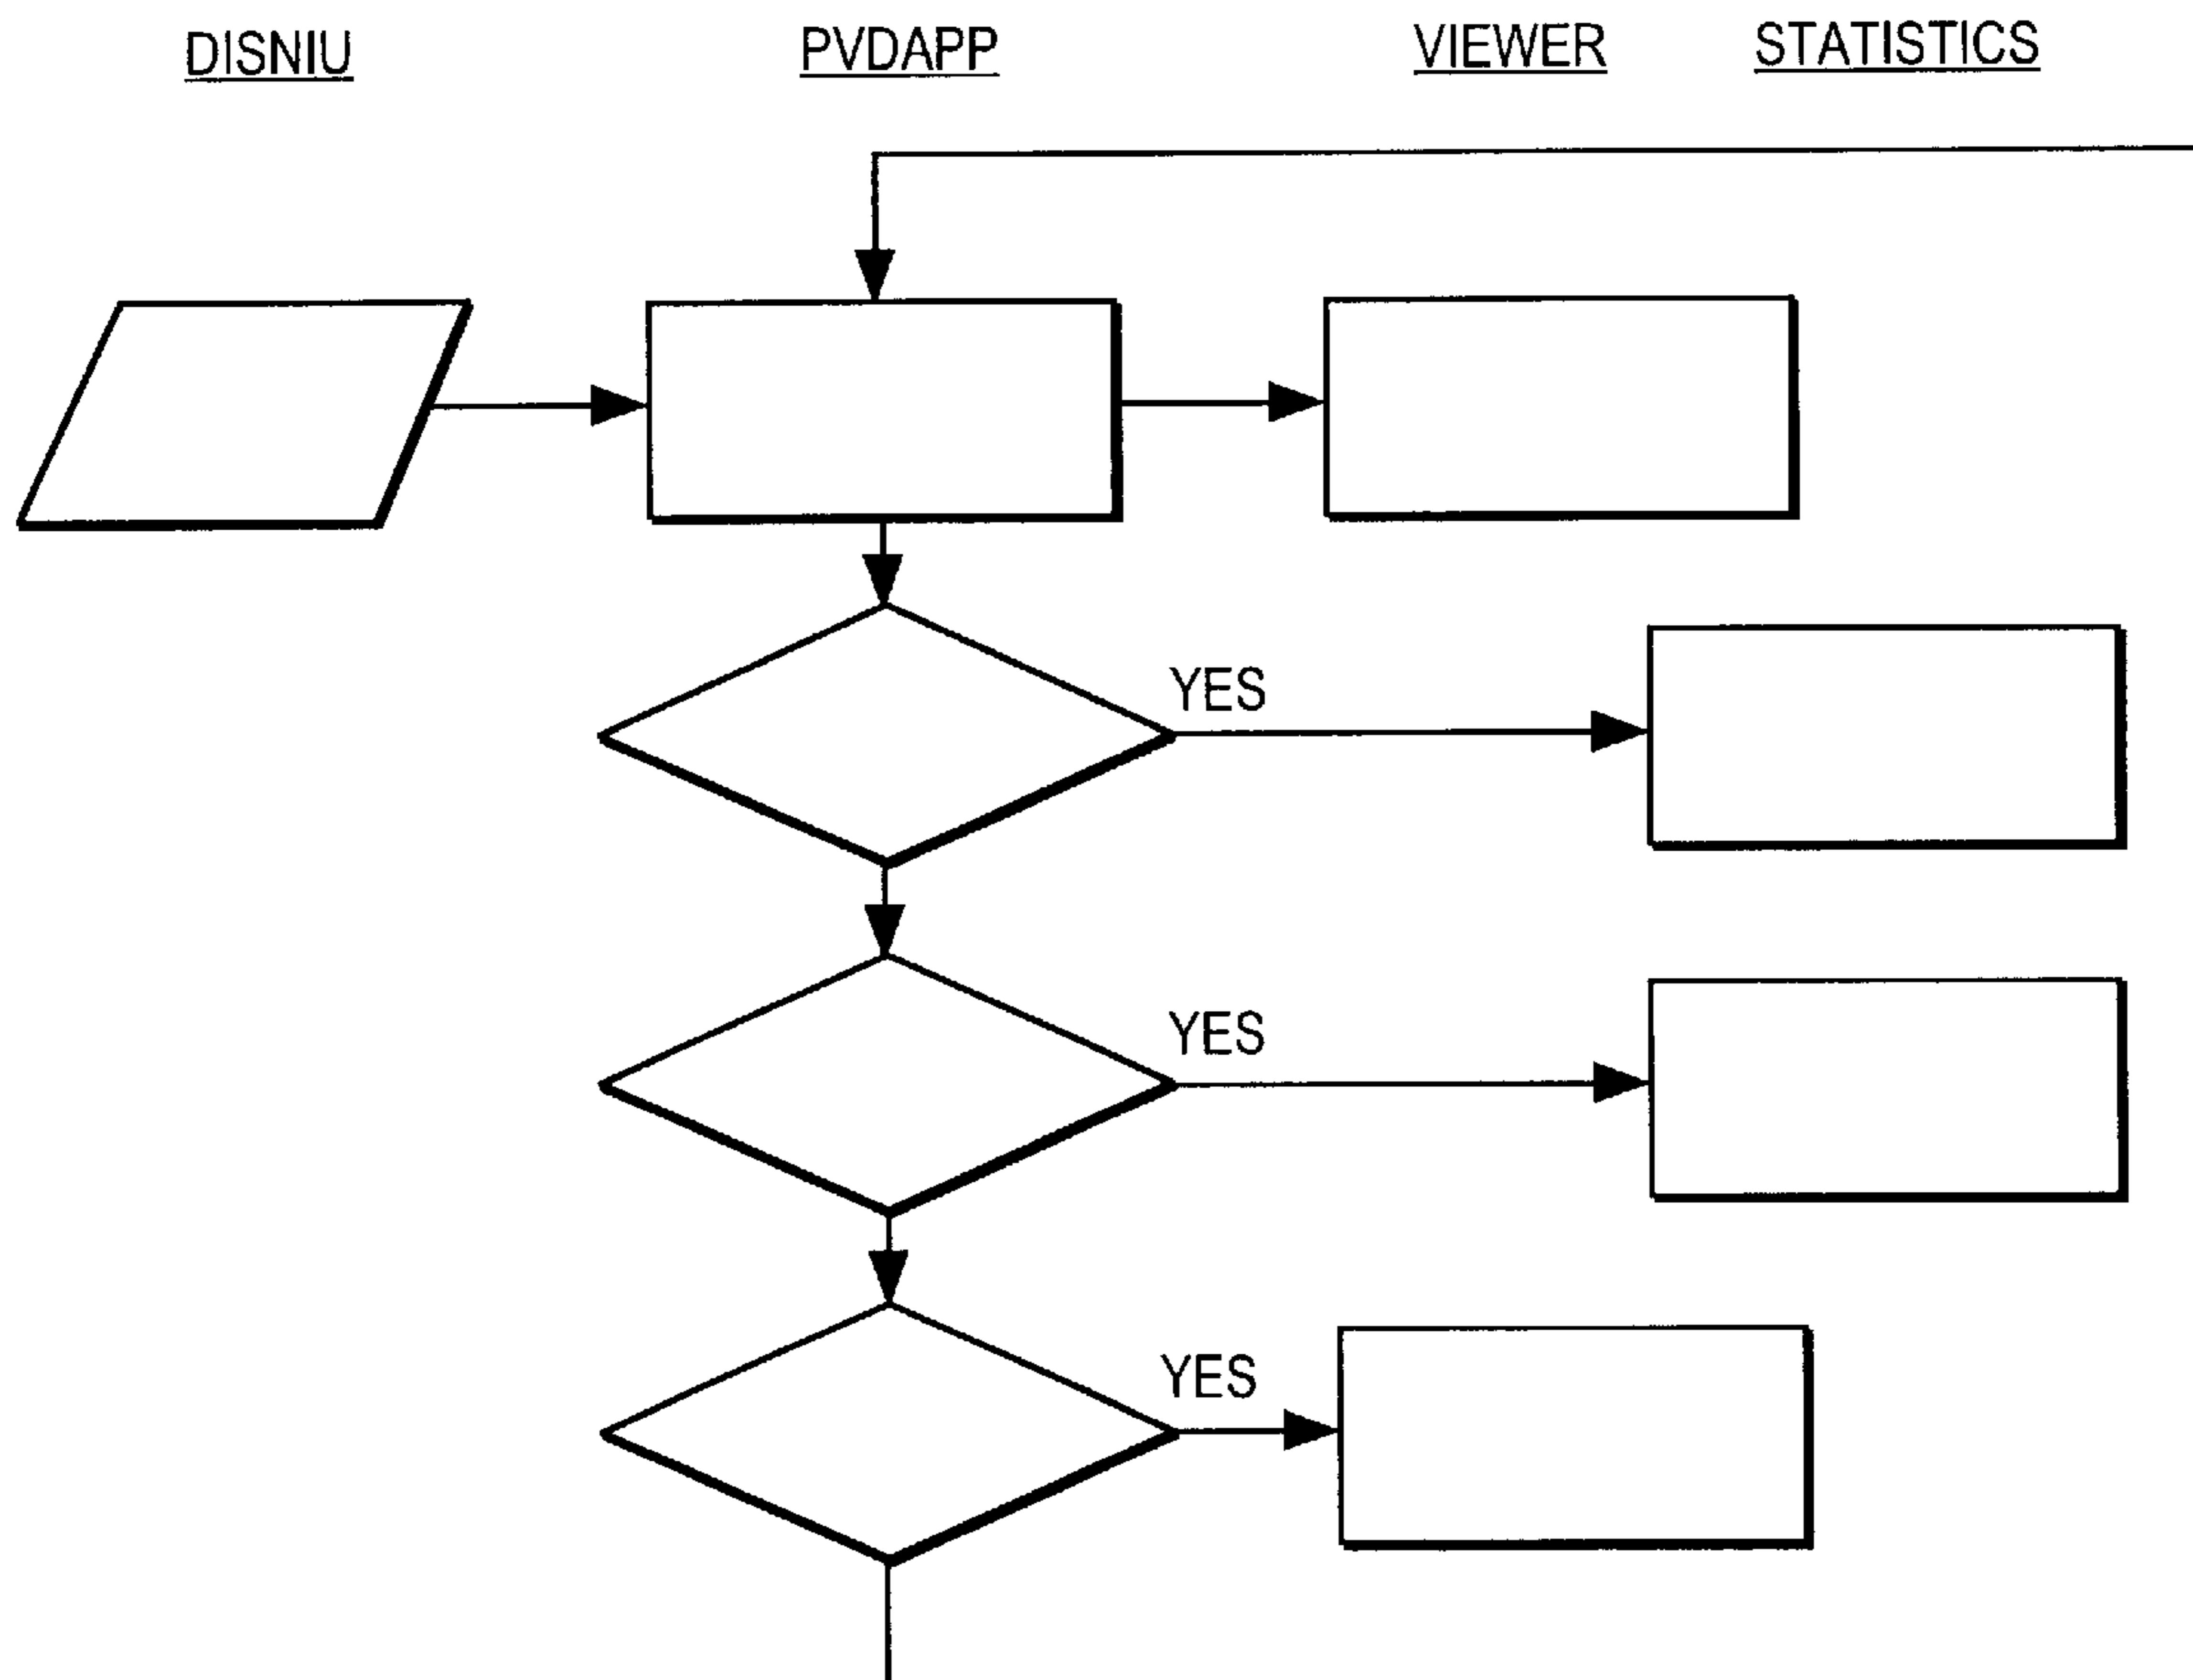 DISNIU PVDAPP VIEWER STATISTICS
YES
YES
YES